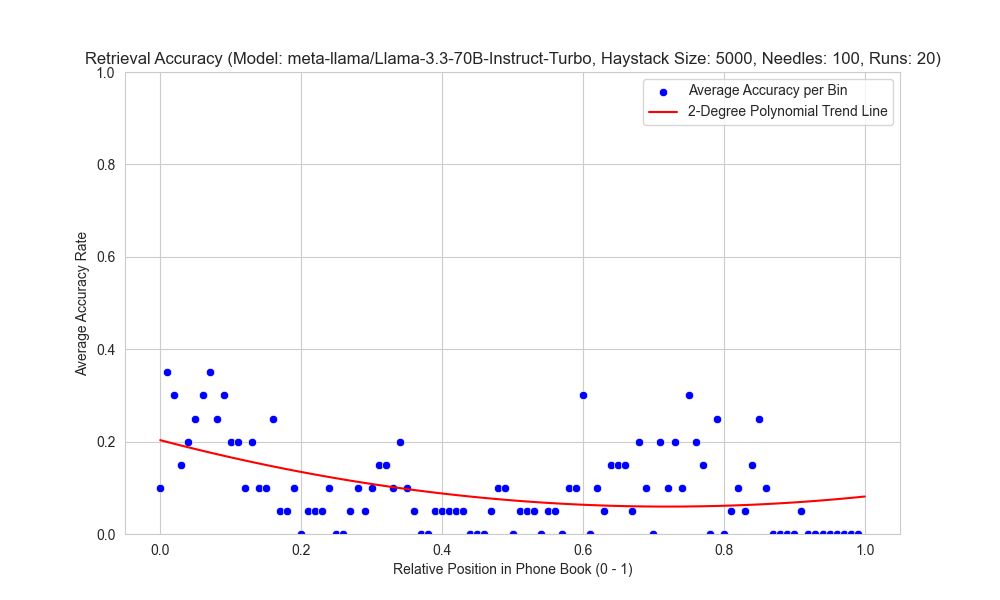 Retrieval Accuracy (Model: meta-llama/Llama-3.3-70B-Instruct-Turbo, Haystack Size: 5000, Needles: 100, Runs: 20)
Average Accuracy per Bin
2-Degree Polynomial Trend Line
Average Accuracy Rate
1.0
0.8
0.6
0.4
0.2
0.0
0.0 0.2 0.4 0.6 0.8 1.0
Relative Position in Phone Book (0 - 1)